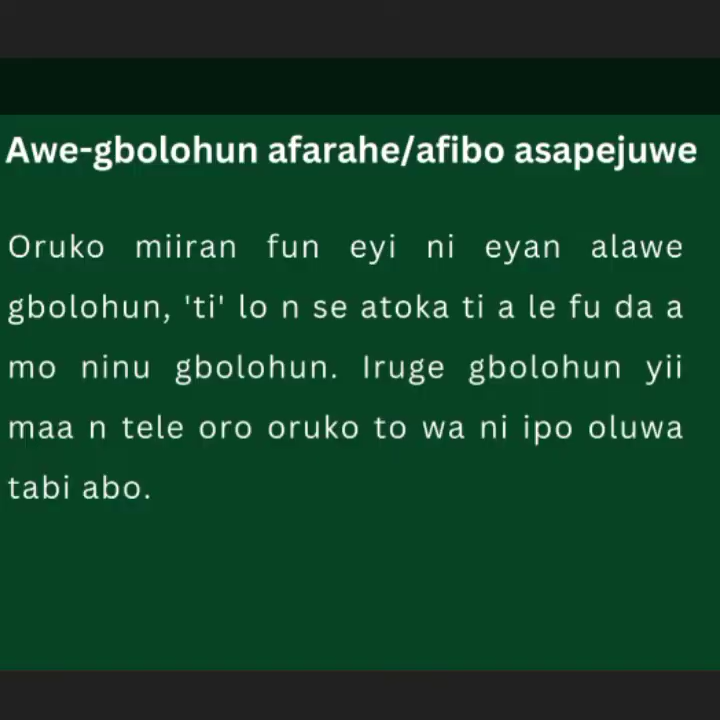 Awe-gbolohun afarahe/afibo asapejuwe
Oruko miiran fun eyi ni eyan alawe
gbolohun, 'ti' lo n se atoka ti a le fu da a
mo ninu gbolohun. Iruge gbolohun yii
maa n tele oro oruko to wa ni ipo oluwa
tabi abo.